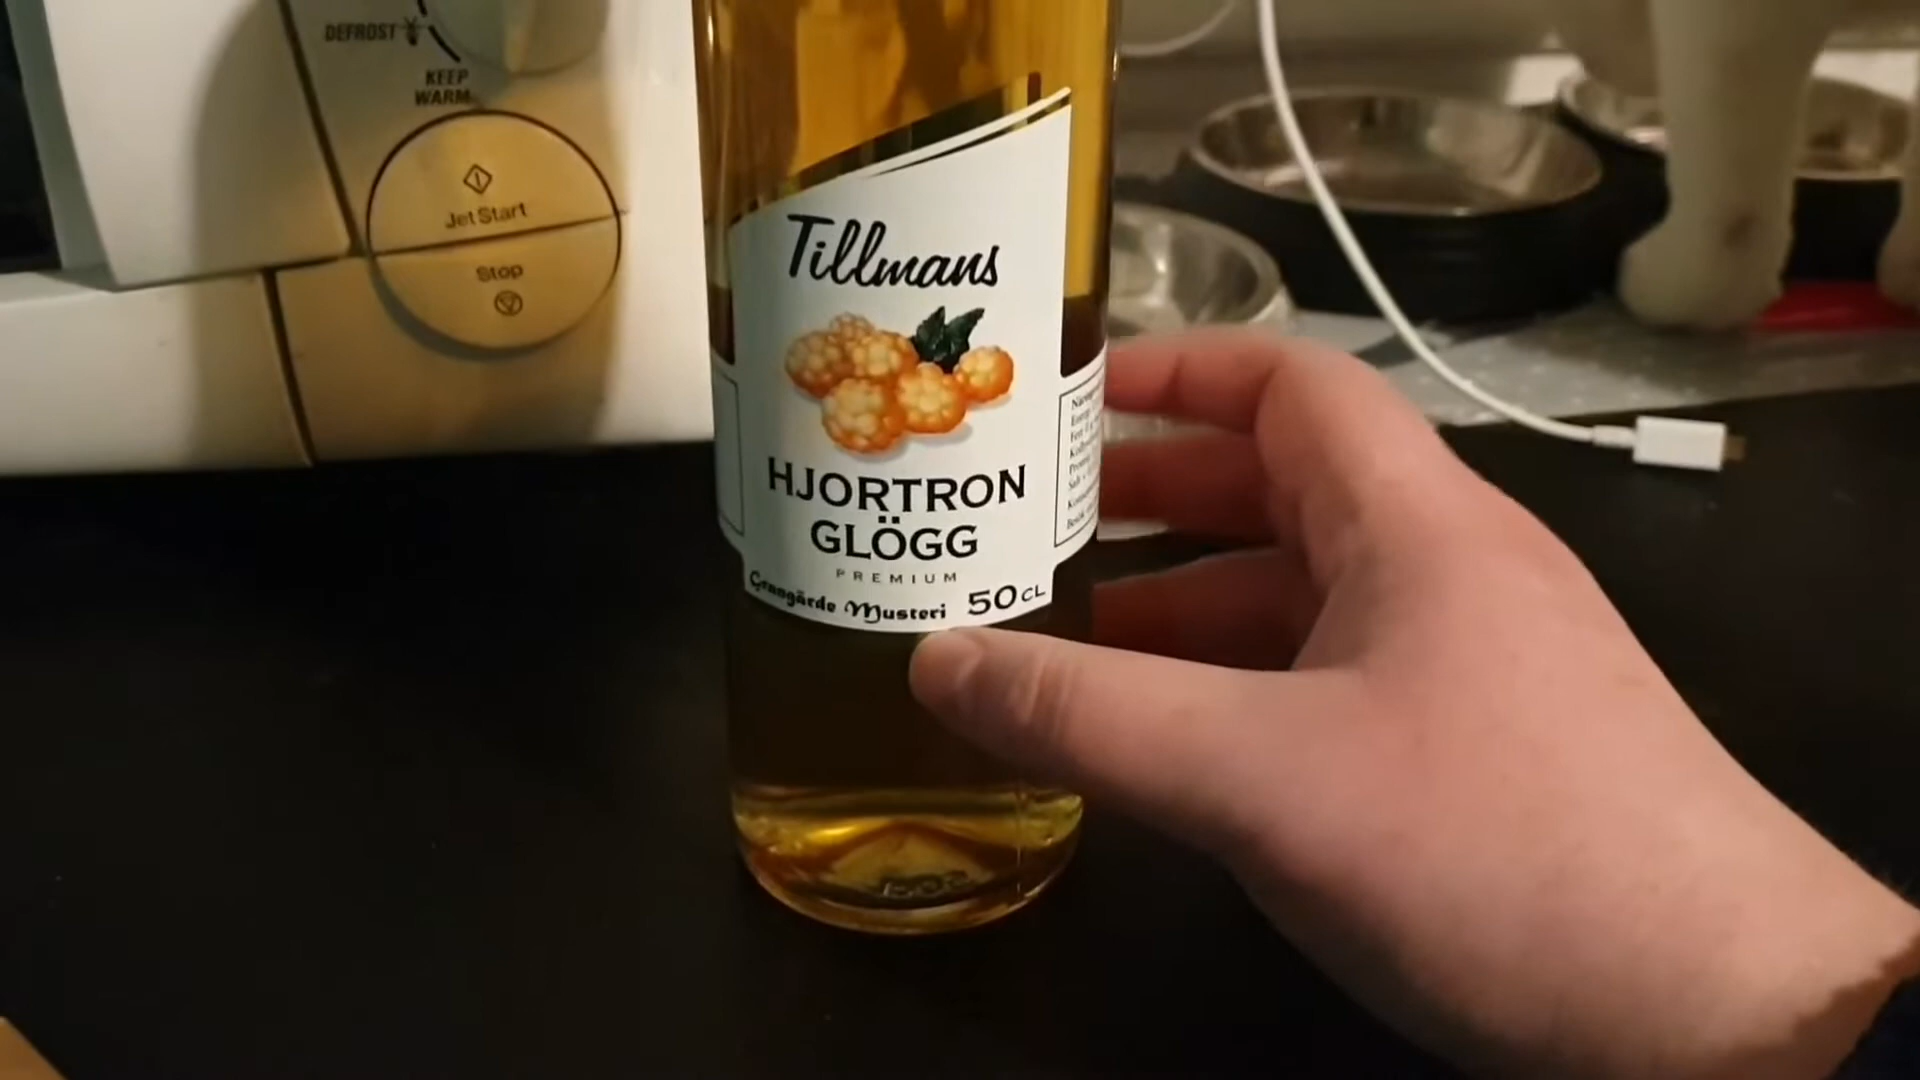 DEFROST
KEEP
WARM
Jet Start
Stop
Tillmans
HJORTRON
GLÖGG
PREMIUM
Grangärde Musteri 50 CL